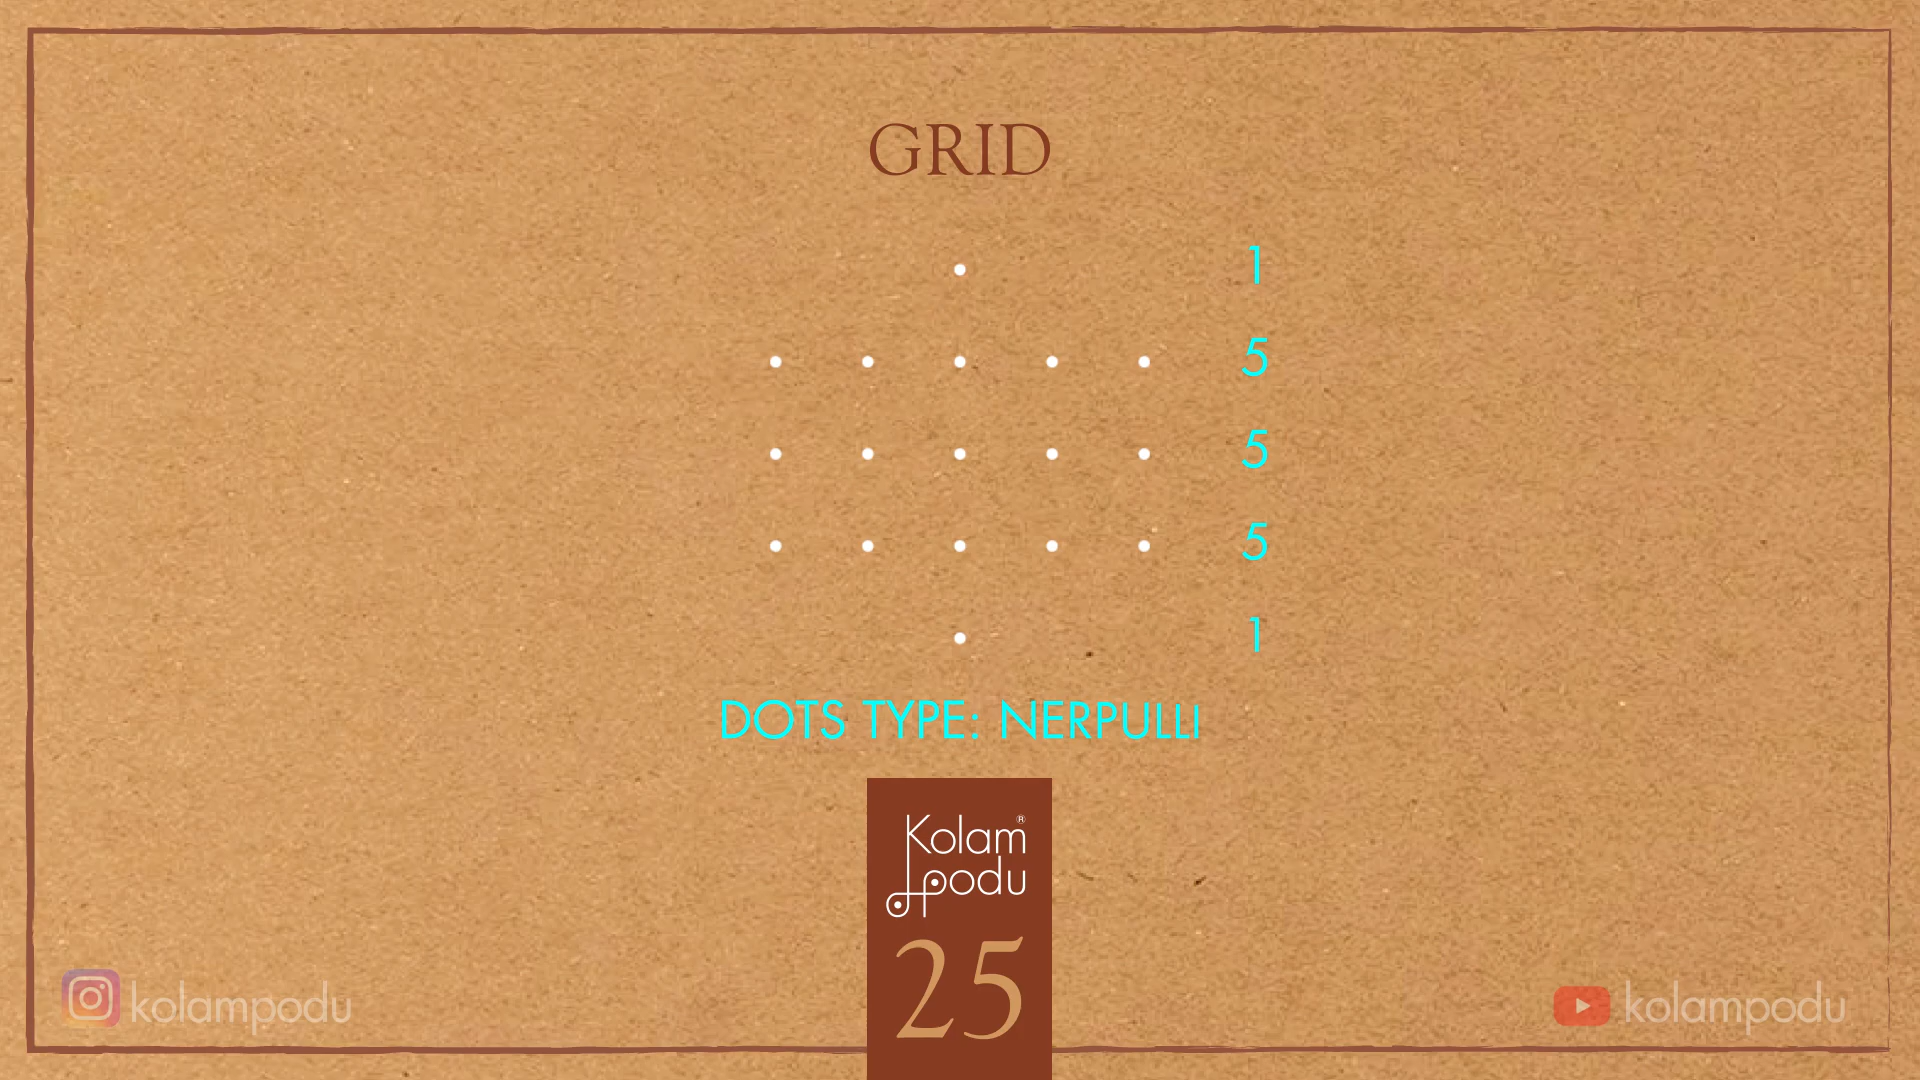 GRID
1
5
5
5
1
DOTS TYPE: NERPULLI
Kolam®
podu
25
kolampodu
kolampodu